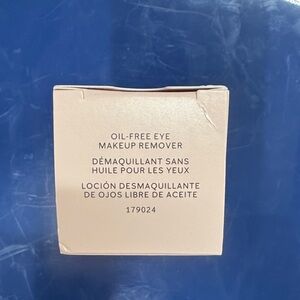 OIL-FREE EYE
MAKEUP REMOVER
DÉMAQUILLANT SANS
HUILE POUR LES YEUX
LOCIÓN DESMAQUILLANTE
DE OJOS LIBRE DE ACEITE
179024